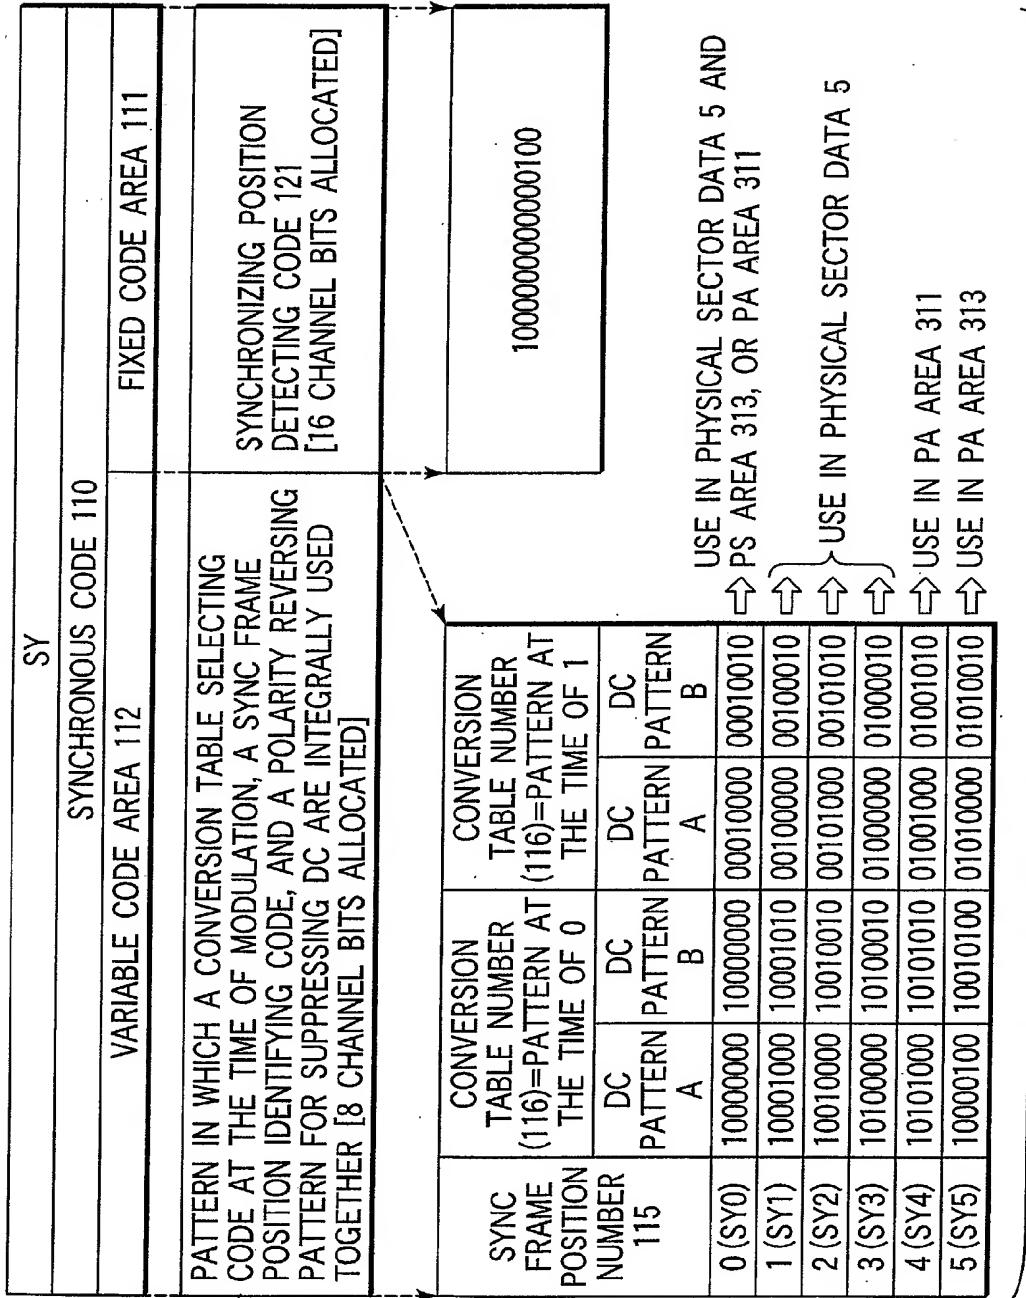 SY
SYNCHRONOUS CODE 110
VARIABLE CODE AREA 112
FIXED CODE AREA 111
PATTERN IN WHICH A CONVERSION TABLE SELECTING
CODE AT THE TIME OF MODULATION, A SYNC FRAME
POSITION IDENTIFYING CODE, AND A POLARITY REVERSING
PATTERN FOR SUPPRESSING DC ARE INTEGRALLY USED
TOGETHER [8 CHANNEL BITS ALLOCATED]
SYNCHRONIZING POSITION
DETECTING CODE 121
[16 CHANNEL BITS ALLOCATED]
1000000000000100
SYNC
FRAME
POSITION
NUMBER
115
CONVERSION
TABLE NUMBER
(116)=PATTERN AT
THE TIME OF 0
CONVERSION
TABLE NUMBER
(116)=PATTERN AT
THE TIME OF 1
DC
PATTERN
A
DC
PATTERN
B
DC
PATTERN
A
DC
PATTERN
B
0 (SY0) 10000000 10000000 00010000 00010010
1 (SY1) 10001000 10001010 00100000 00100010
2 (SY2) 10010000 10010010 00101000 00101010
3 (SY3) 10100000 10100010 01000000 01000010
4 (SY4) 10101000 10101010 01001000 01001010
5 (SY5) 10000100 10010100 01010000 01010010
USE IN PHYSICAL SECTOR DATA 5 AND
PS AREA 313, OR PA AREA 311
USE IN PHYSICAL SECTOR DATA 5
USE IN PA AREA 311
USE IN PA AREA 313